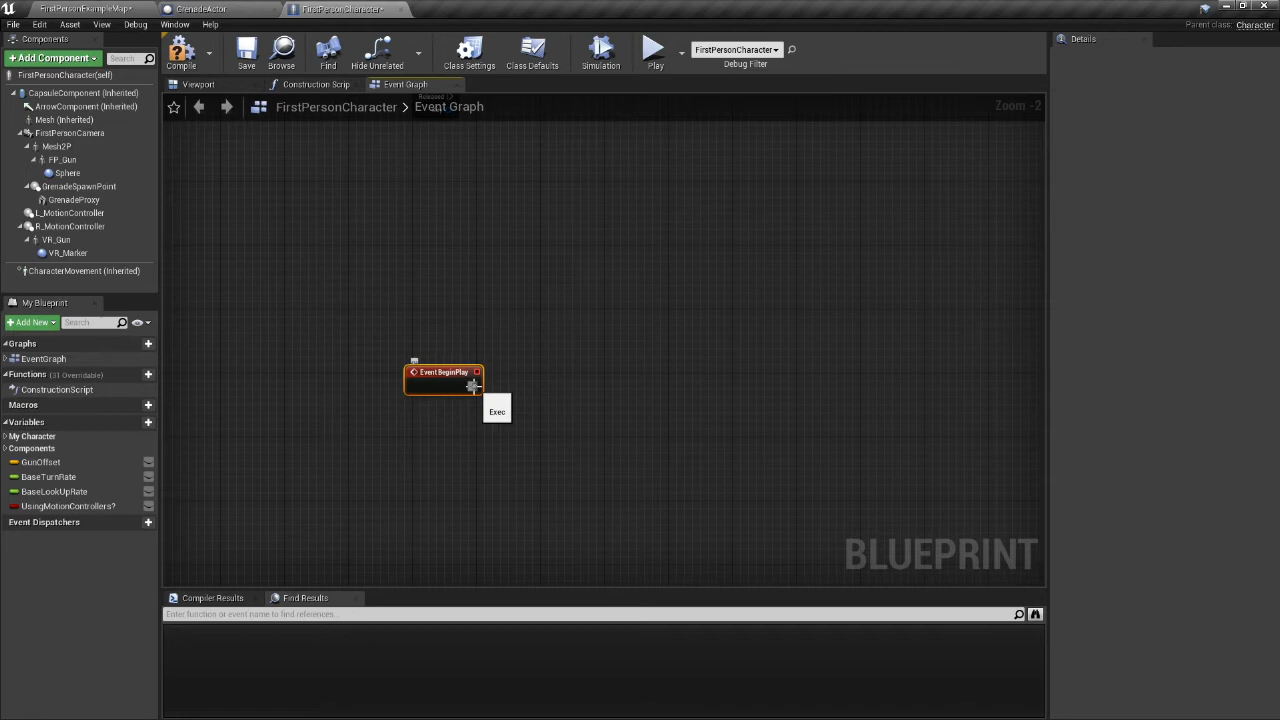 FirstPersonExampleMap*
GrenadeActor
FirstPersonCharacter*
File
Edit
Asset
View
Debug
Window
Help
Parent class: Character
Components
+ Add Component
Search
FirstPersonCharacter(self)
CapsuleComponent (Inherited)
ArrowComponent (Inherited)
Mesh (Inherited)
FirstPersonCamera
Mesh2P
FP_Gun
Sphere
GrenadeSpawnPoint
GrenadeProxy
L_MotionController
R_MotionController
VR_Gun
VR_Marker
CharacterMovement (Inherited)
My Blueprint
+ Add New
Search
Graphs
EventGraph
Functions (31 Overridable)
ConstructionScript
Macros
Variables
My Character
Components
GunOffset
BaseTurnRate
BaseLookUpRate
UsingMotionControllers?
Event Dispatchers
Compile
Save
Browse
Find
Hide Unrelated
Class Settings
Class Defaults
Simulation
Play
FirstPersonCharacter
Debug Filter
Viewport
Construction Scrip
Event Graph
FirstPersonCharacter > Event Graph
Released
Zoom -2
Event BeginPlay
Exec
BLUEPRINT
Compiler Results
Find Results
Enter function or event name to find references...
Details